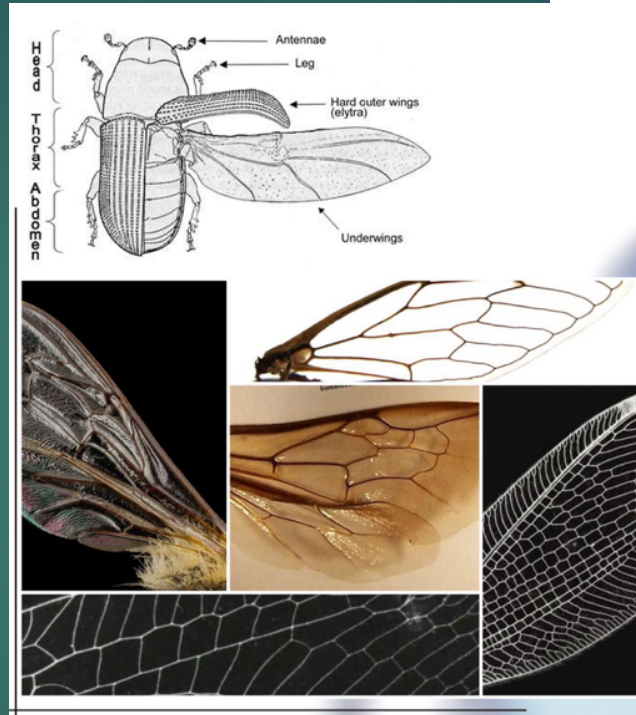 Head
Thorax
Abdomen
Antennae
Leg
Hard outer wings
(elytra)
Underwings